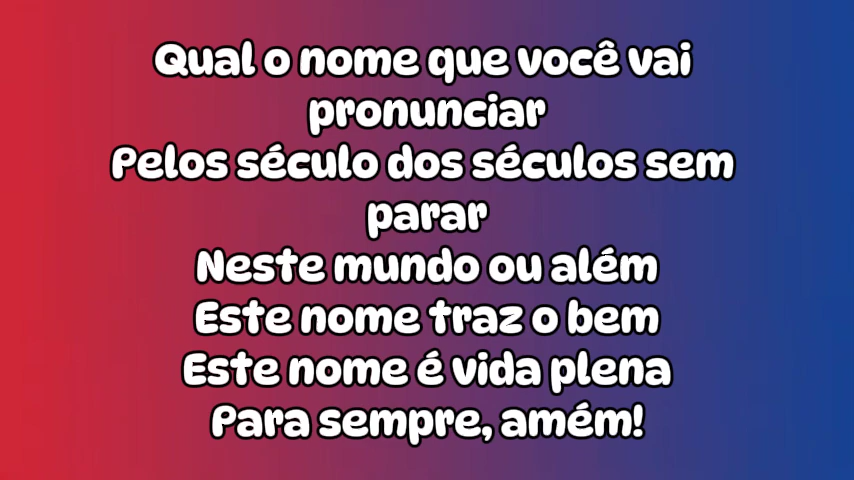 Qual o nome que você vai
pronunciar
Pelos século dos séculos sem
parar
Neste mundo ou além
Este nome traz o bem
Este nome é vida plena
Para sempre, amém!